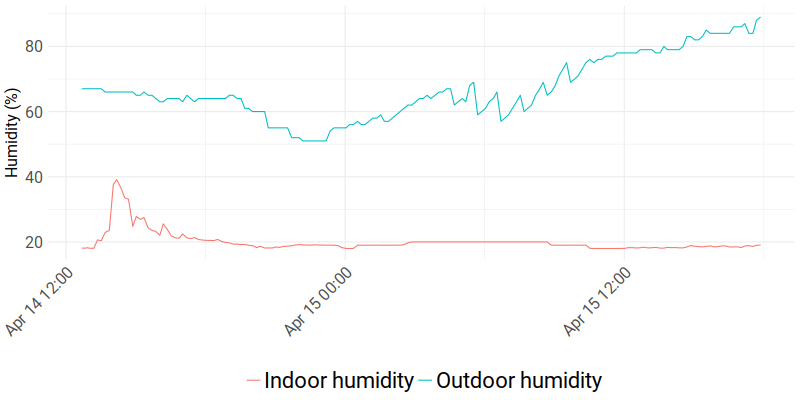 Humidity (%)
80
60
40
20
Apr 14 12:00
Apr 15 00:00
Apr 15 12:00
Indoor humidity
Outdoor humidity